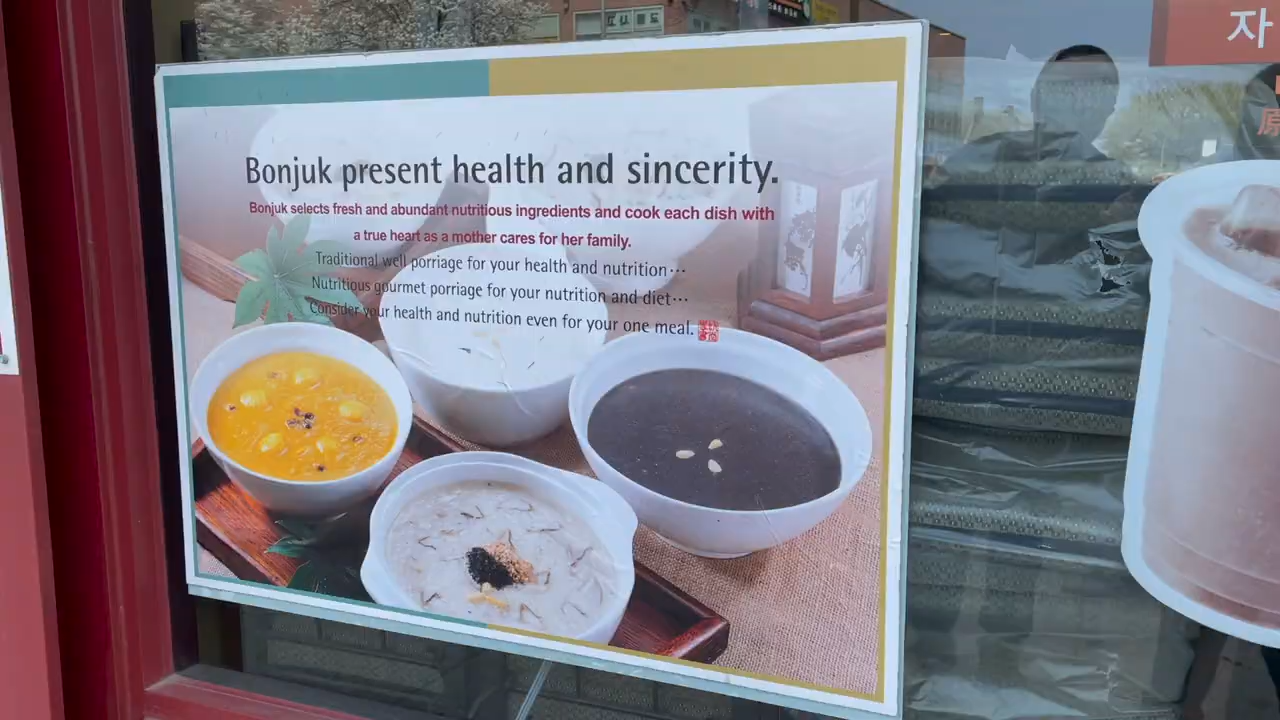 Bonjuk present health and sincerity.
Bonjuk selects fresh and abundant nutritious ingredients and cook each dish with
a true heart as a mother cares for her family.
Traditional well porriage for your health and nutrition⋯
Nutritious gourmet porriage for your nutrition and diet⋯
Consider your health and nutrition even for your one meal.
자